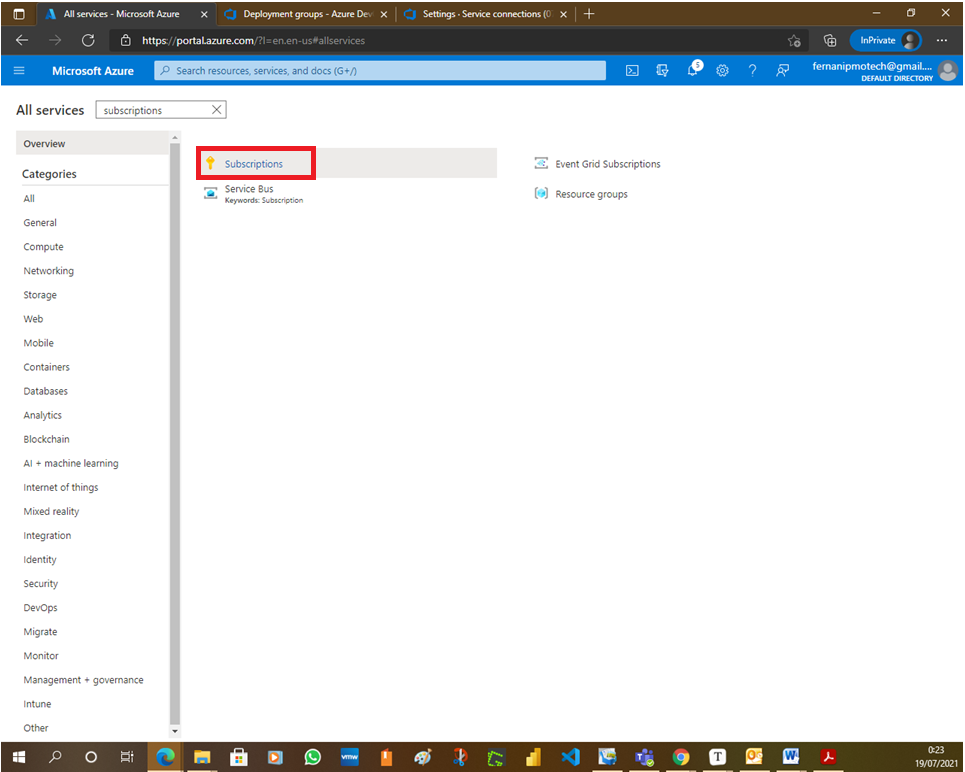 All services - Microsoft Azure
Deployment groups - Azure Dev
Settings · Service connections (0
https://portal.azure.com/?l=en.en-us#allservices
InPrivate
Microsoft Azure
Search resources, services, and docs (G+/)
5
fernanipmotech@gmail....
DEFAULT DIRECTORY
All services
subscriptions
Overview
Categories
All
General
Compute
Networking
Storage
Web
Mobile
Containers
Databases
Analytics
Blockchain
AI + machine learning
Internet of things
Mixed reality
Integration
Identity
Security
DevOps
Migrate
Monitor
Management + governance
Intune
Other
Subscriptions
Service Bus
Keywords: Subscription
Event Grid Subscriptions
Resource groups
vmw
T
0:23
19/07/2021